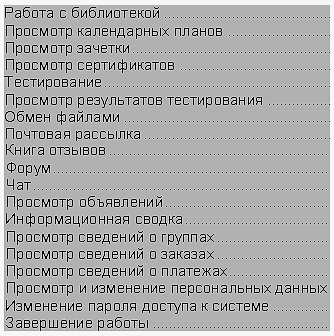 Работа с библиотекой
Просмотр календарных планов
Просмотр зачетки
Просмотр сертификатов
Тестирование
Просмотр результатов тестирования
Обмен файлами
Почтовая рассылка
Книга отзывов
Форум
Чат
Просмотр объявлений
Информационная сводка
Просмотр сведений о группах
Просмотр сведений о заказах
Просмотр сведений о платежах
Просмотр и изменение персональных данных
Изменение пароля доступа к системе
Завершение работы